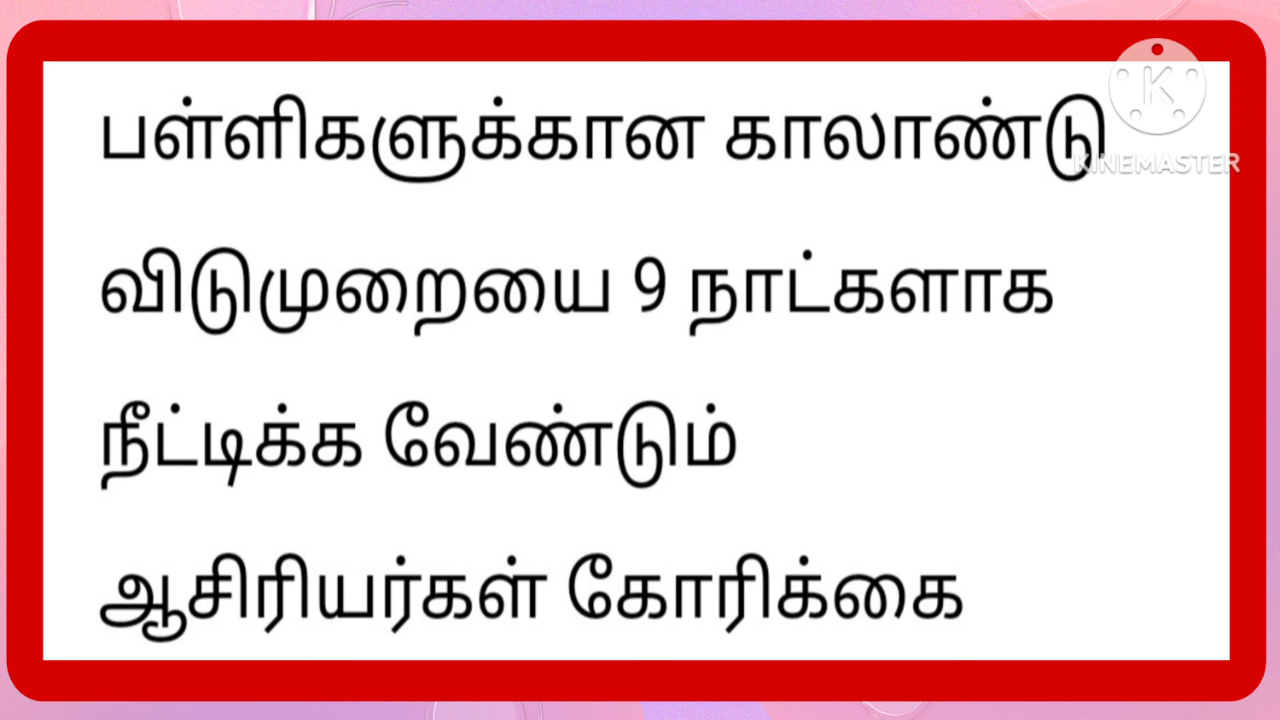 பள்ளிகளுக்கான காலாண்டு
விடுமுறையை 9 நாட்களாக
நீட்டிக்க வேண்டும்
ஆசிரியர்கள் கோரிக்கை
K
KINEMASTER